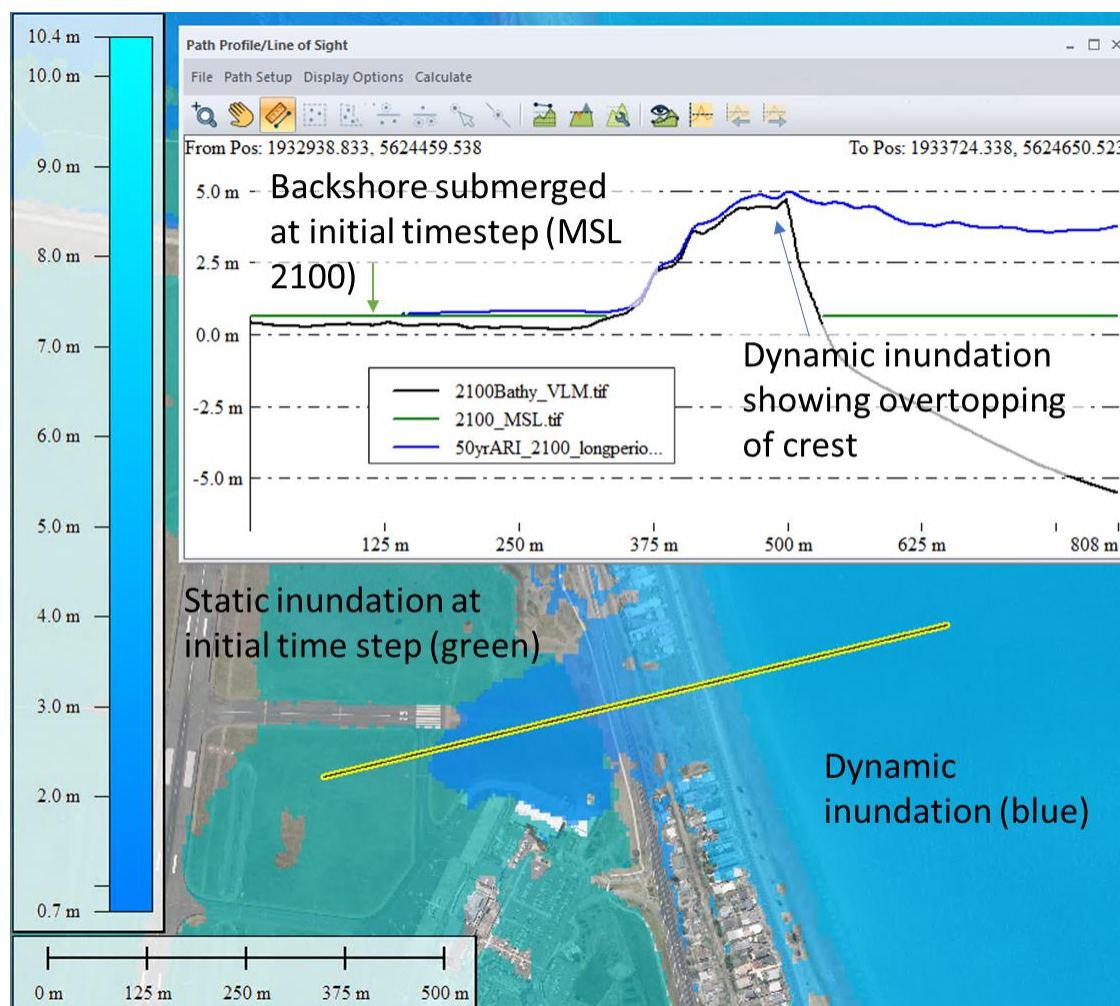 10.4 m
10.0 m
9.0 m
8.0 m
7.0 m
6.0 m
5.0 m
4.0 m
3.0 m
2.0 m
0.7 m
Path Profile/Line of Sight
File Path Setup Display Options Calculate
From Pos: 1932938.833, 5624459.538
To Pos: 1933724.338, 5624650.523
5.0 m
2.5 m
0.0 m
-2.5 m
-5.0 m
Backshore submerged
at initial timestep (MSL
2100)
Dynamic inundation
showing overtopping
of crest
2100Bathy_VLM.tif
2100_MSL.tif
50yrARI_2100_longperio...
125 m 250 m 375 m 500 m 625 m 808 m
Static inundation at
initial time step (green)
Dynamic
inundation (blue)
0 m 125 m 250 m 375 m 500 m